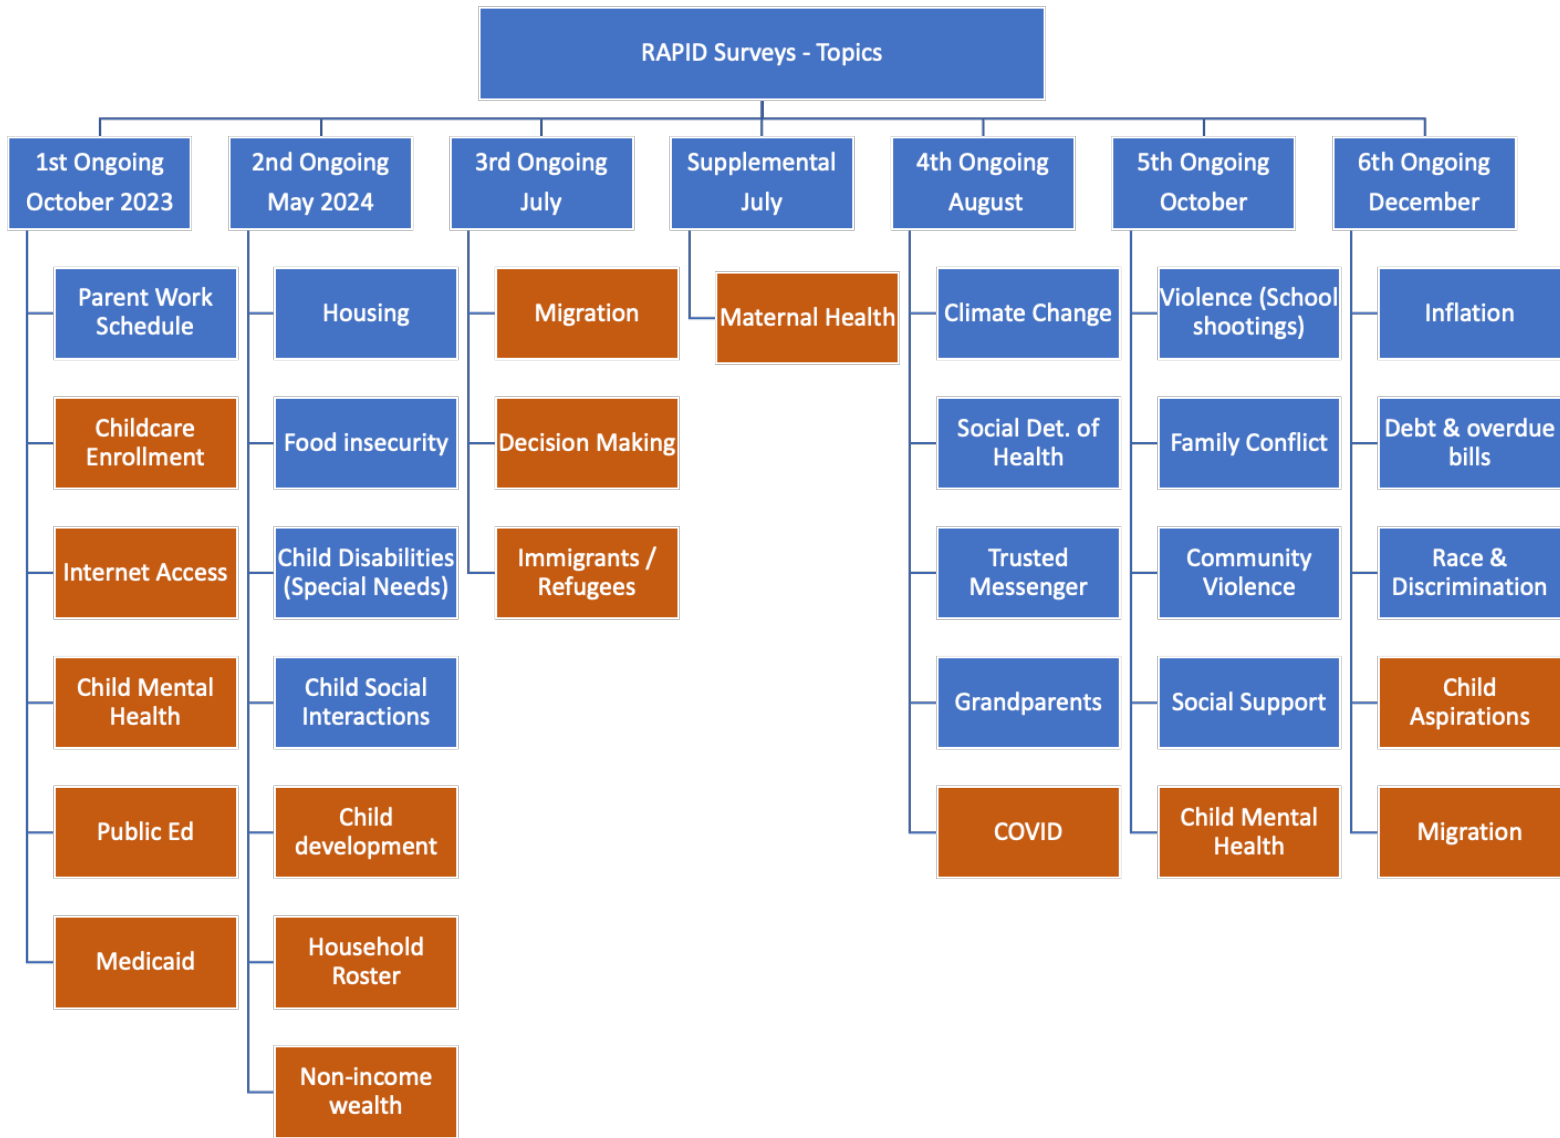 RAPID Surveys - Topics
1st Ongoing
October 2023
2nd Ongoing
May 2024
3rd Ongoing
July
Supplemental
July
4th Ongoing
August
5th Ongoing
October
6th Ongoing
December
Parent Work
Schedule
Childcare
Enrollment
Internet Access
Child Mental
Health
Public Ed
Medicaid
Housing
Food insecurity
Child Disabilities
(Special Needs)
Child Social
Interactions
Child
development
Household
Roster
Non-income
wealth
Migration
Decision Making
Immigrants /
Refugees
Maternal Health
Climate Change
Social Det. of
Health
Trusted
Messenger
Grandparents
COVID
Violence (School
shootings)
Family Conflict
Community
Violence
Social Support
Child Mental
Health
Inflation
Debt & overdue
bills
Race &
Discrimination
Child
Aspirations
Migration